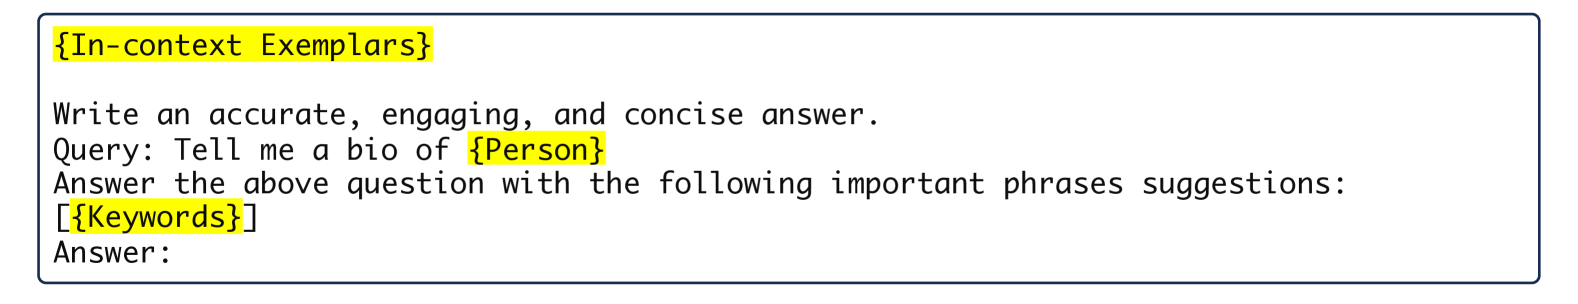 {In-context Exemplars}
Write an accurate, engaging, and concise answer.
Query: Tell me a bio of {Person}
Answer the above question with the following important phrases suggestions:
[{Keywords}]
Answer: